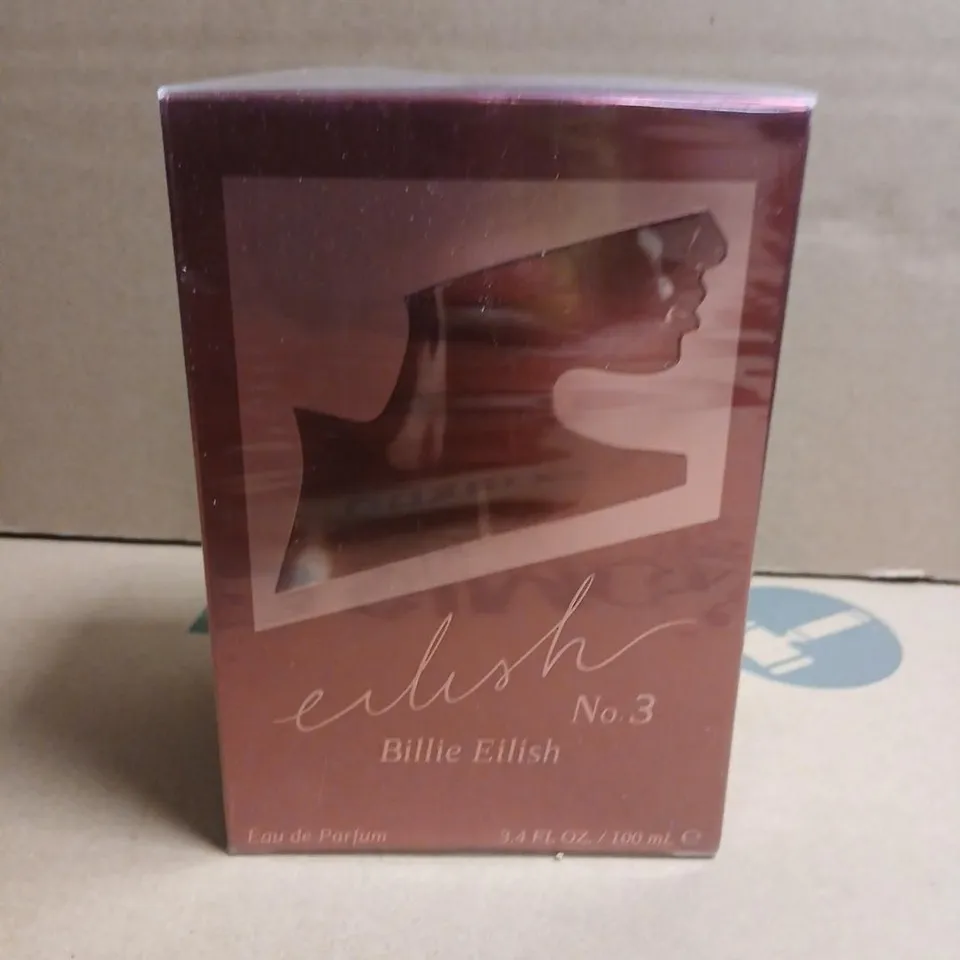 eilish
No. 3
Billie Eilish
Eau de Parfum 3.4 FL. OZ. / 100 mL ℮